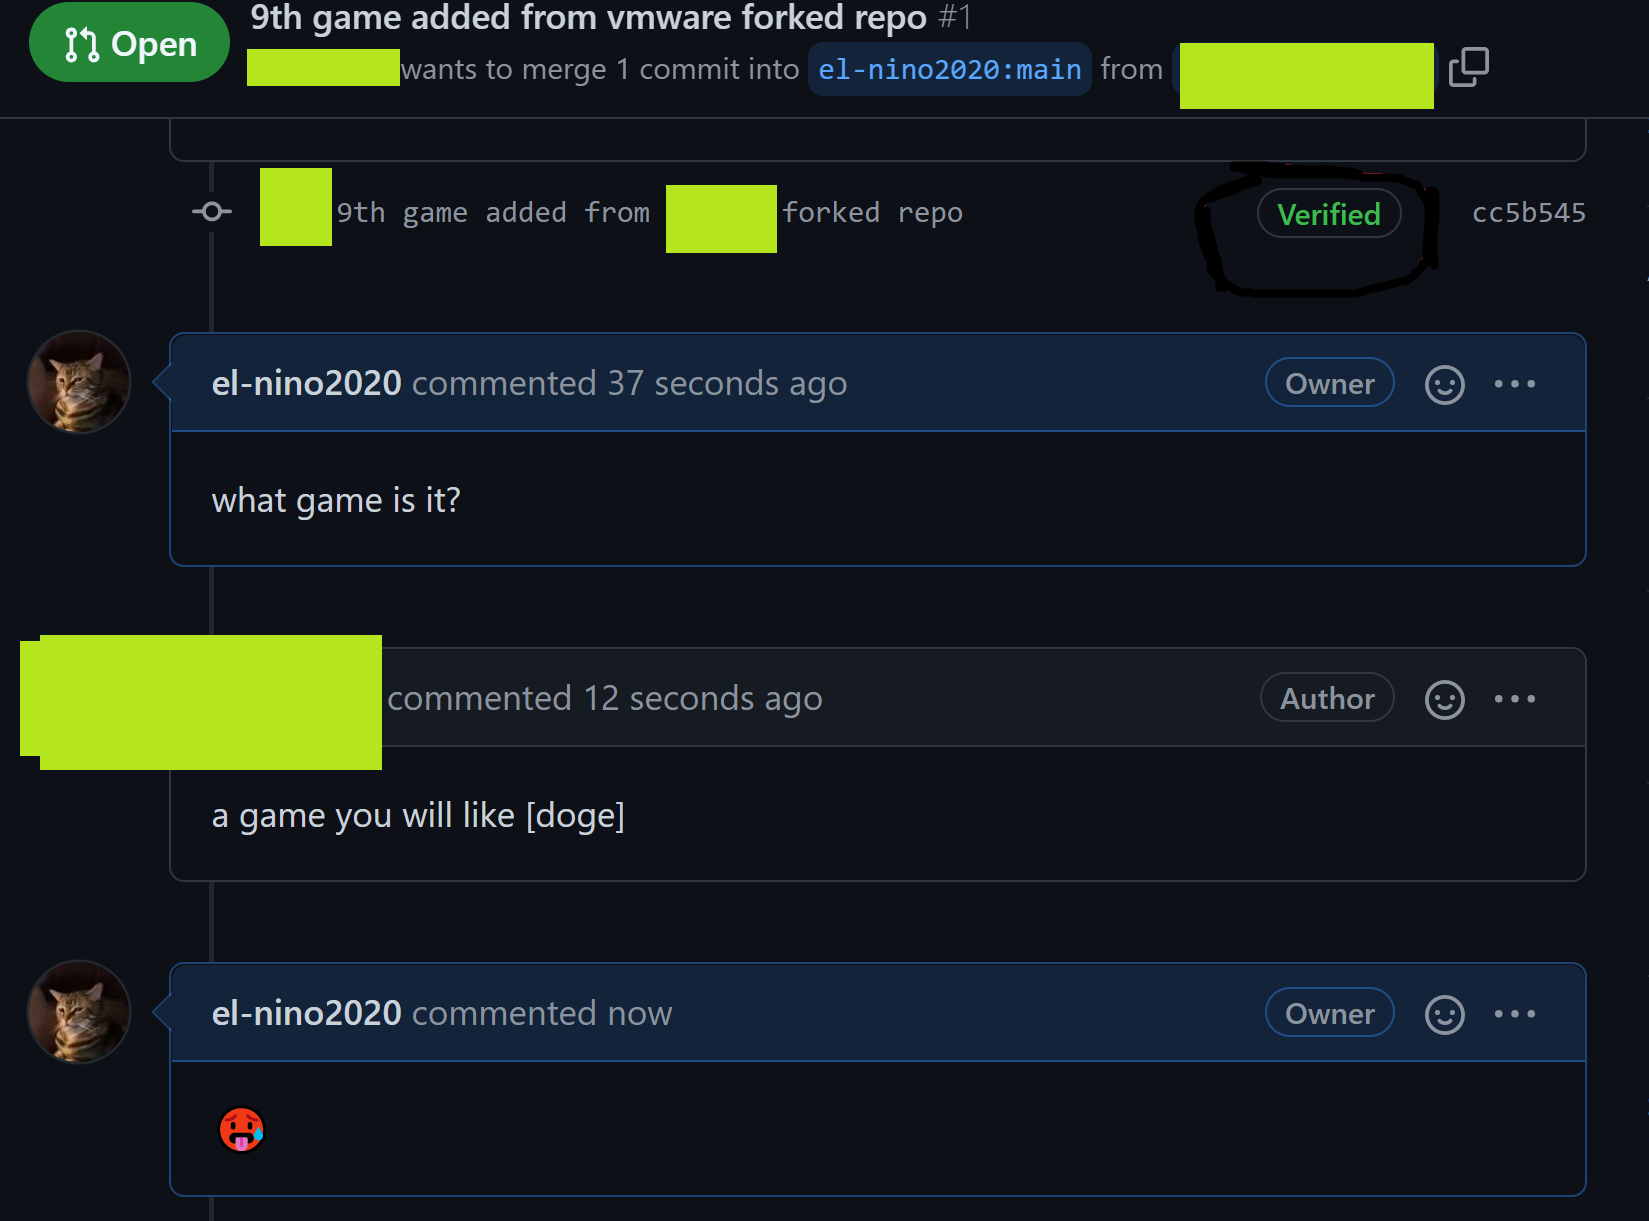 9th game added from vmware forked repo #1
Open
wants to merge 1 commit into el-nino2020:main from
9th game added from forked repo Verified cc5b545
el-nino2020 commented 37 seconds ago Owner
what game is it?
commented 12 seconds ago Author
a game you will like [doge]
el-nino2020 commented now Owner
🥵